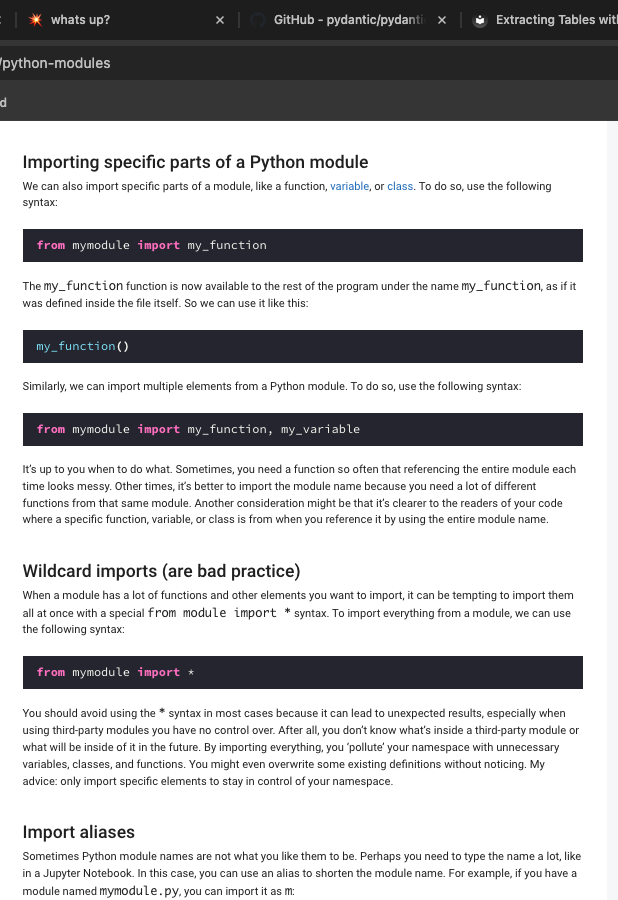 whats up?
GitHub - pydantic/pydanti
Extracting Tables wit
/python-modules
d
Importing specific parts of a Python module
We can also import specific parts of a module, like a function, variable, or class. To do so, use the following
syntax:
from mymodule import my_function
The my_function function is now available to the rest of the program under the name my_function, as if it
was defined inside the file itself. So we can use it like this:
my_function()
Similarly, we can import multiple elements from a Python module. To do so, use the following syntax:
from mymodule import my_function, my_variable
It's up to you when to do what. Sometimes, you need a function so often that referencing the entire module each
time looks messy. Other times, it's better to import the module name because you need a lot of different
functions from that same module. Another consideration might be that it's clearer to the readers of your code
where a specific function, variable, or class is from when you reference it by using the entire module name.
Wildcard imports (are bad practice)
When a module has a lot of functions and other elements you want to import, it can be tempting to import them
all at once with a special from module import * syntax. To import everything from a module, we can use
the following syntax:
from mymodule import *
You should avoid using the * syntax in most cases because it can lead to unexpected results, especially when
using third-party modules you have no control over. After all, you don't know what's inside a third-party module or
what will be inside of it in the future. By importing everything, you ‘pollute’ your namespace with unnecessary
variables, classes, and functions. You might even overwrite some existing definitions without noticing. My
advice: only import specific elements to stay in control of your namespace.
Import aliases
Sometimes Python module names are not what you like them to be. Perhaps you need to type the name a lot, like
in a Jupyter Notebook. In this case, you can use an alias to shorten the module name. For example, if you have a
module named mymodule.py, you can import it as m: